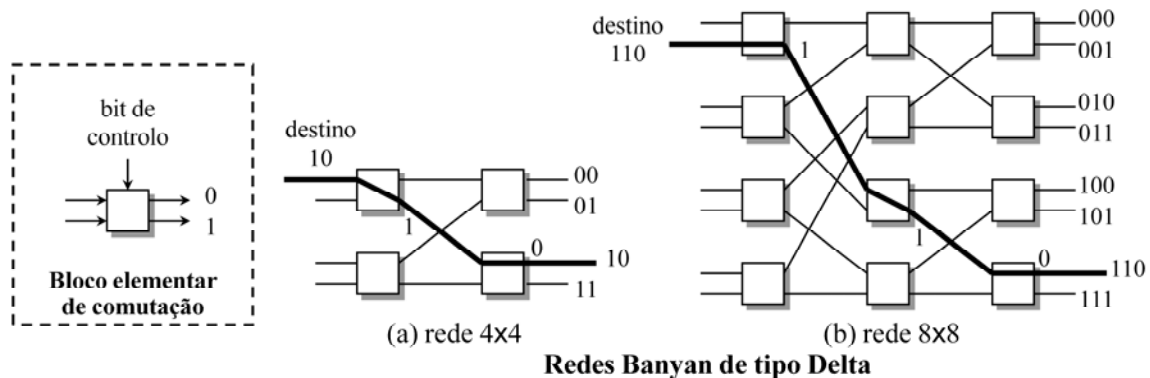 bit de
controlo
0
1
Bloco elementar
de comutação
destino
10
1
0
00
01
10
11
(a) rede 4x4
destino
110
1
1
0
000
001
010
011
100
101
110
111
(b) rede 8x8
Redes Banyan de tipo Delta